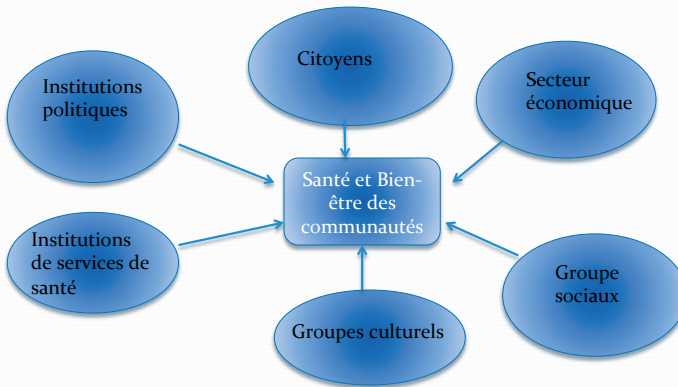 Citoyens
Institutions
politiques
Secteur
économique
Santé et Bien-
être des
communautés
Institutions
de services de
santé
Groupe
sociaux
Groupes culturels